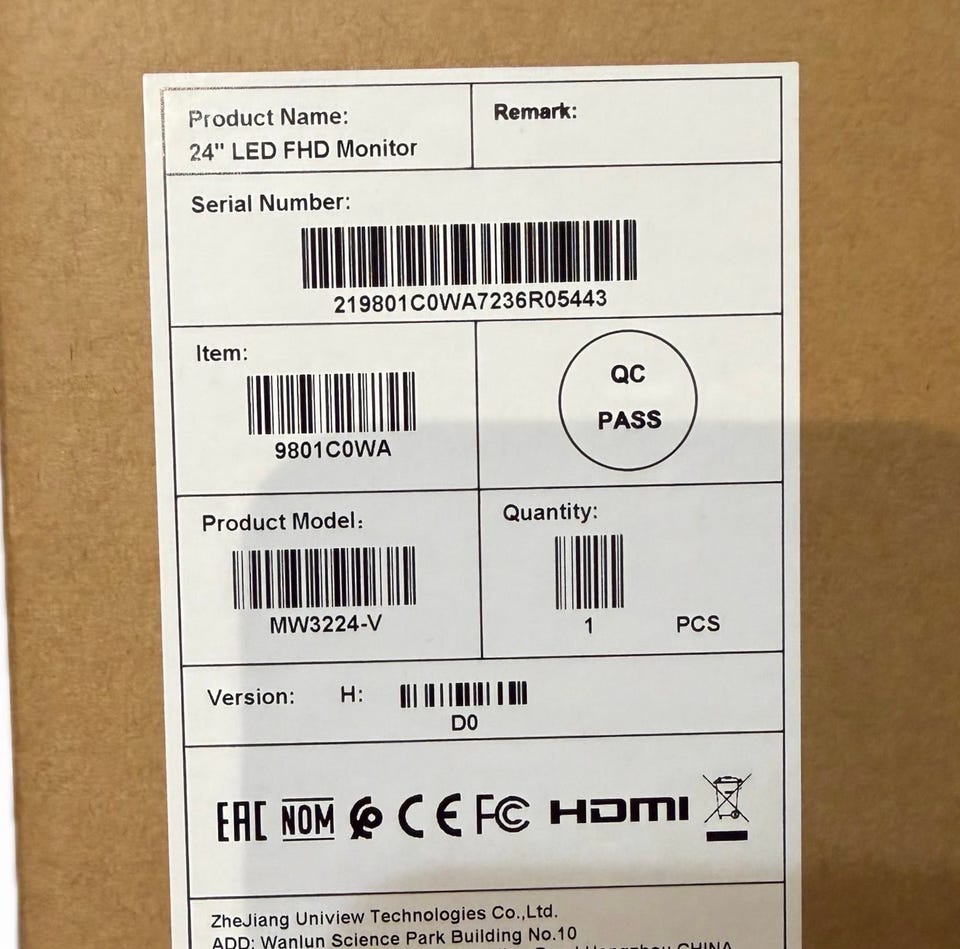 Product Name:
24" LED FHD Monitor
Remark:
Serial Number:
219801C0WA7236R05443
Item:
9801C0WA
QC
PASS
Product Model:
MW3224-V
Quantity:
1 PCS
Version: H:
D0
EAC NOM CE FC HDMI
ZheJiang Uniview Technologies Co.,Ltd.
ADD: Wanlun Science Park Building No.10
CHINA